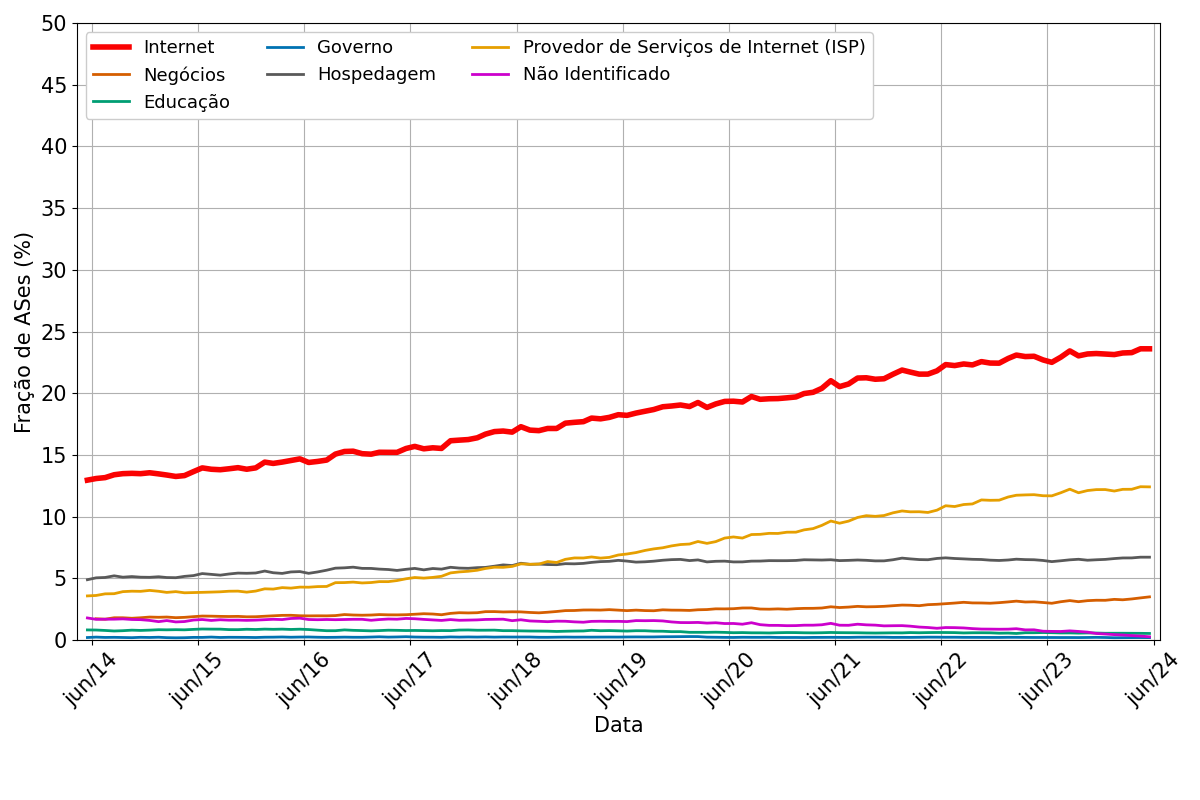 50
45
40
35
30
25
20
15
10
5
0
Fração de ASes (%)
Internet
Negócios
Educação
Governo
Hospedagem
Provedor de Serviços de Internet (ISP)
Não Identificado
jun/14
jun/15
jun/16
jun/17
jun/18
jun/19
jun/20
jun/21
jun/22
jun/23
jun/24
Data